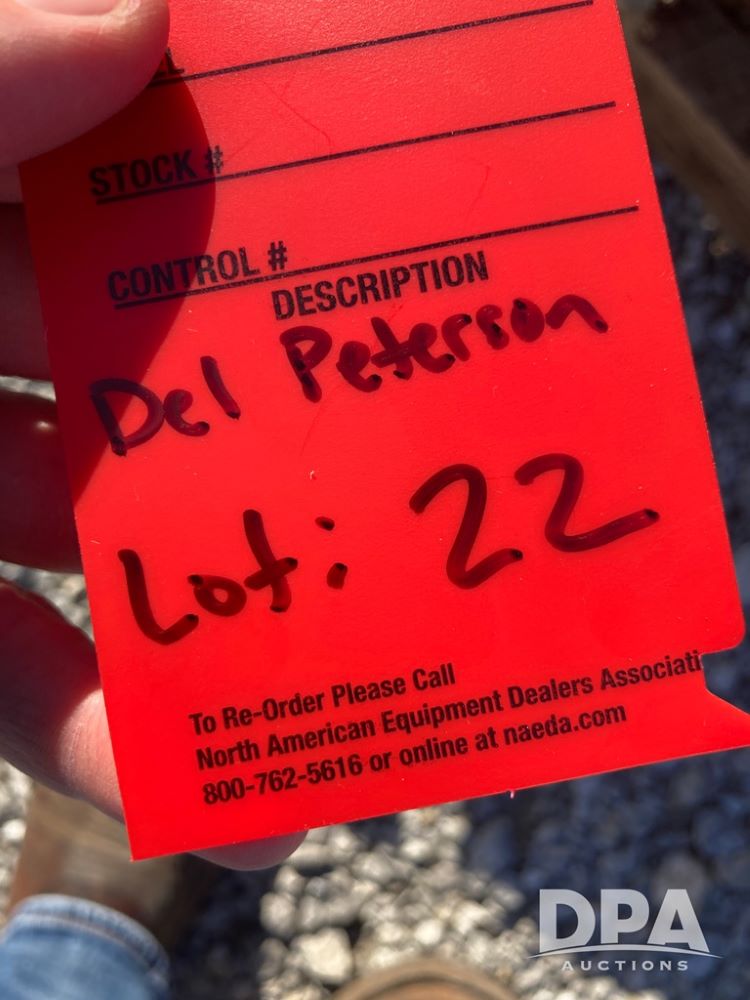 STOCK #
CONTROL #
DESCRIPTION
Del Peterson
Lot: 22
To Re-Order Please Call
North American Equipment Dealers Associati
800-762-5616 or online at naeda.com
DPA
AUCTIONS